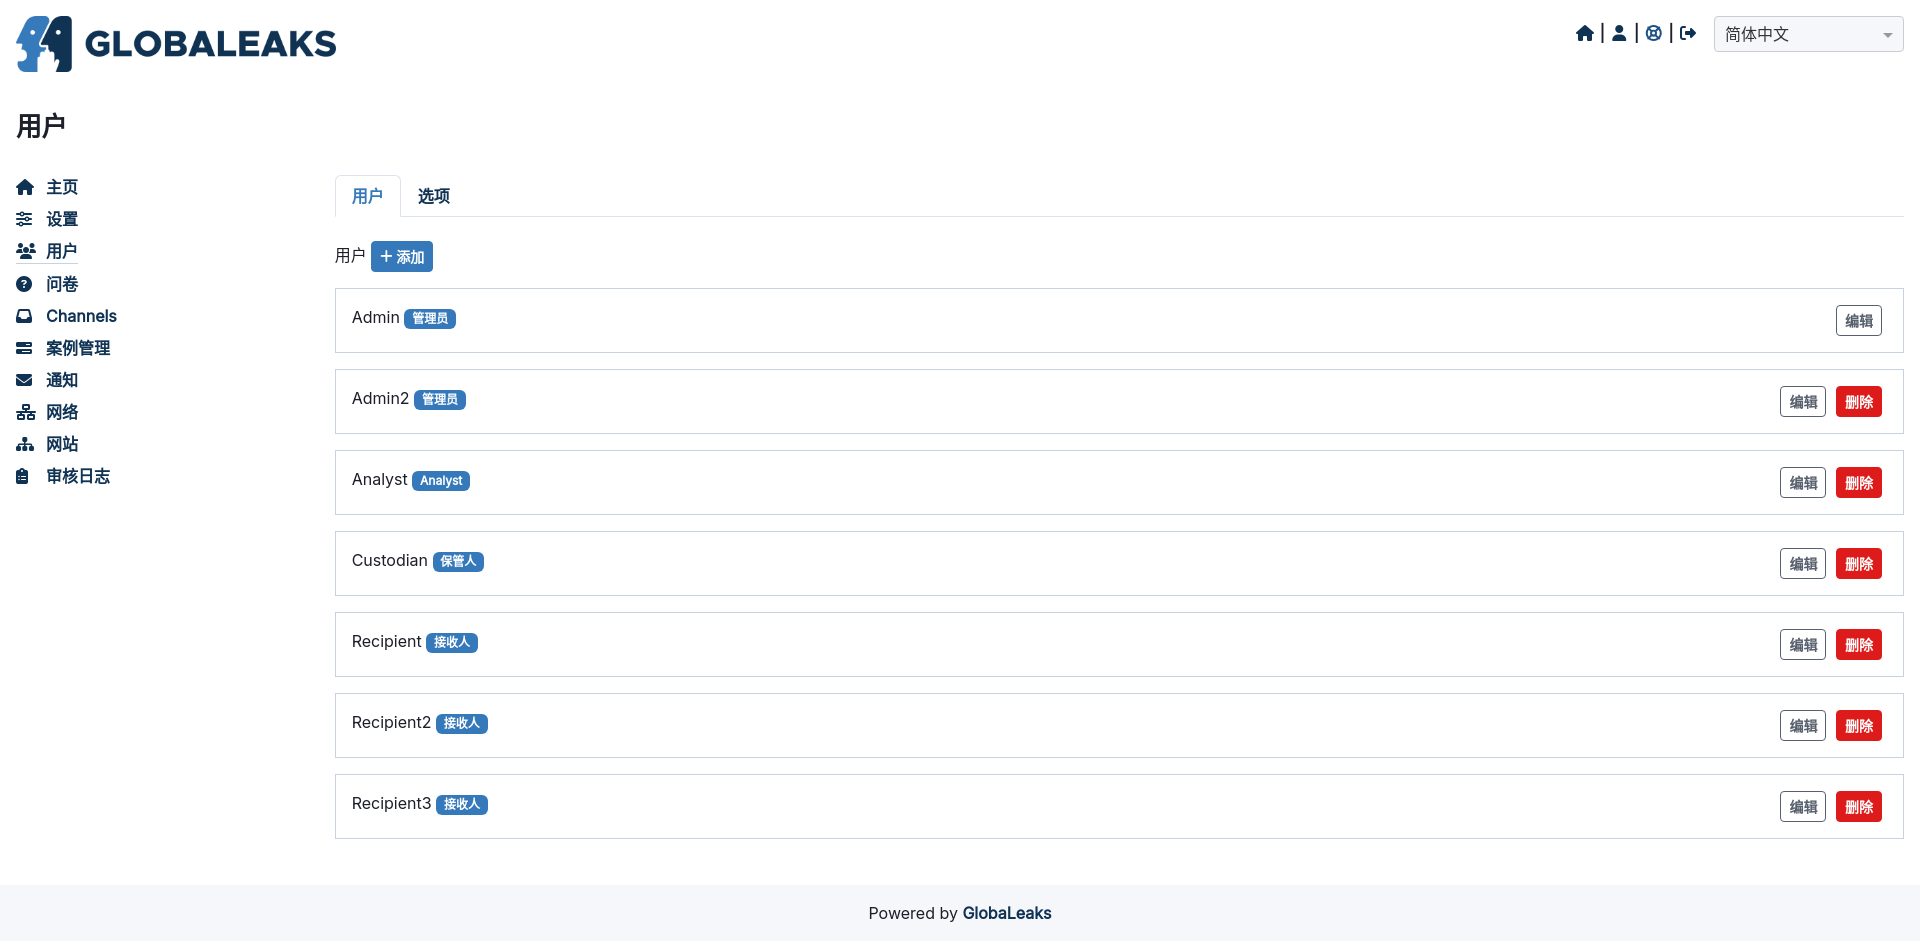 GLOBALEAKS
简体中文
用户
主页
设置
用户
问卷
Channels
案例管理
通知
网络
网站
审核日志
用户 选项
用户 添加
Admin 管理员 编辑
Admin2 管理员 编辑 删除
Analyst Analyst 编辑 删除
Custodian 保管人 编辑 删除
Recipient 接收人 编辑 删除
Recipient2 接收人 编辑 删除
Recipient3 接收人 编辑 删除
Powered by GlobaLeaks